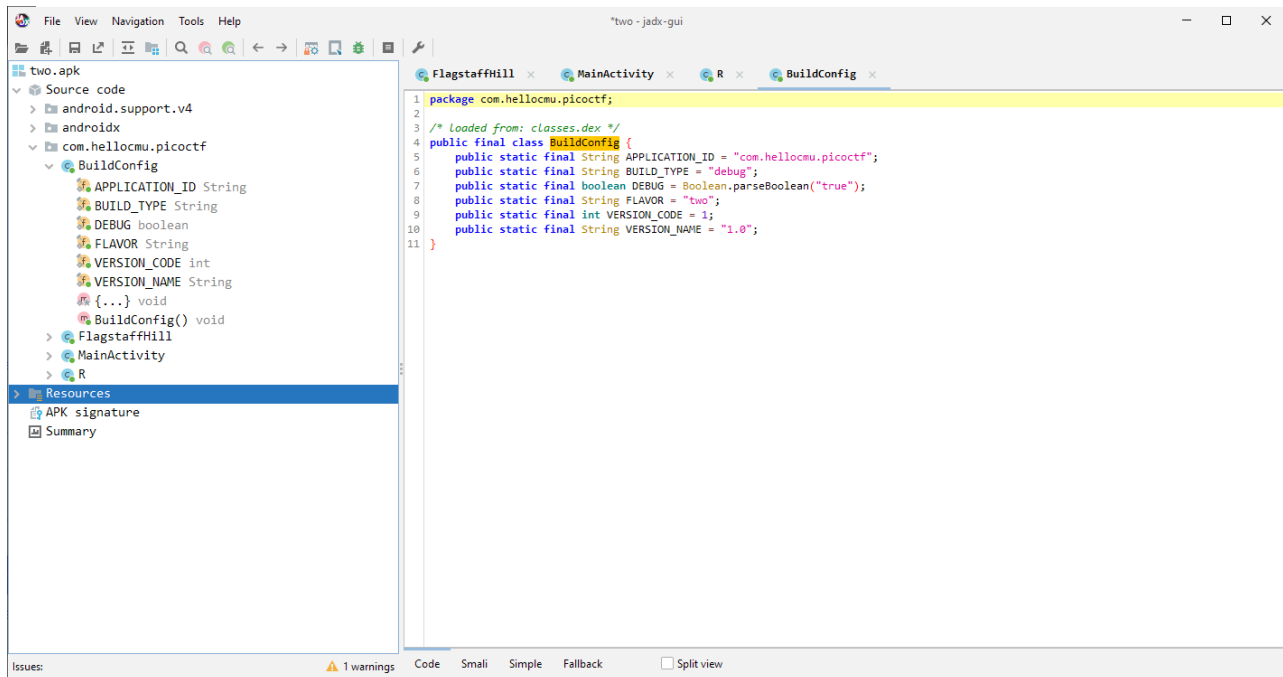 File View Navigation Tools Help *two - jadx-gui
two.apk
Source code
android.support.v4
androidx
com.hellocmu.picoctf
BuildConfig
APPLICATION_ID String
BUILD_TYPE String
DEBUG boolean
FLAVOR String
VERSION_CODE int
VERSION_NAME String
{...} void
BuildConfig() void
FlagstaffHill
MainActivity
R
Resources
APK signature
Summary
Issues: 1 warnings
FlagstaffHill MainActivity R BuildConfig
1 package com.hellocmu.picoctf;
2
3 /* loaded from: classes.dex */
4 public final class BuildConfig {
5 public static final String APPLICATION_ID = "com.hellocmu.picoctf";
6 public static final String BUILD_TYPE = "debug";
7 public static final boolean DEBUG = Boolean.parseBoolean("true");
8 public static final String FLAVOR = "two";
9 public static final int VERSION_CODE = 1;
10 public static final String VERSION_NAME = "1.0";
11 }
Code Smali Simple Fallback Split view